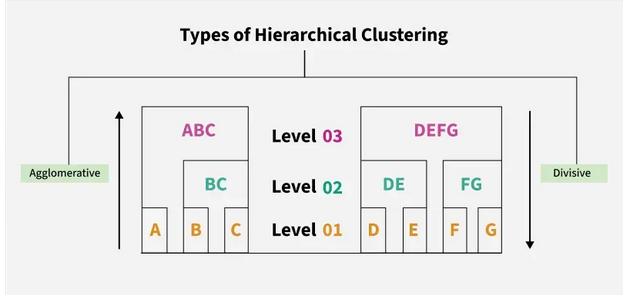 Types of Hierarchical Clustering
ABC Level 03 DEFG
Agglomerative Divisive
BC Level 02 DE FG
A B C Level 01 D E F G